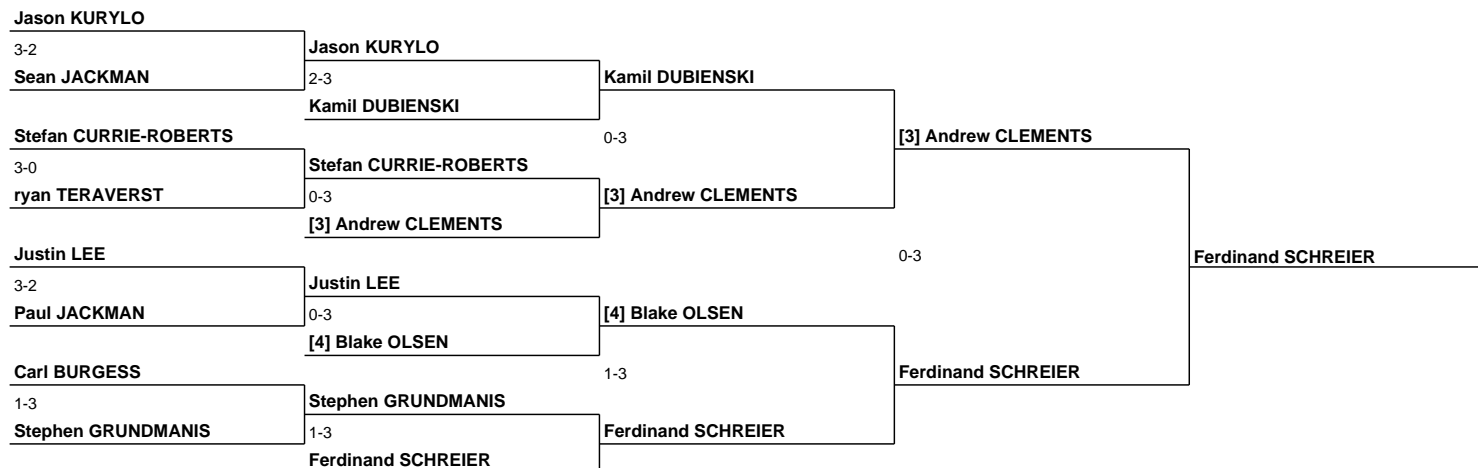 Jason KURYLO
3-2
Jason KURYLO
Sean JACKMAN
2-3
Kamil DUBIENSKI
Kamil DUBIENSKI
Stefan CURRIE-ROBERTS
0-3
[3] Andrew CLEMENTS
3-0
Stefan CURRIE-ROBERTS
ryan TERAVERST
0-3
[3] Andrew CLEMENTS
[3] Andrew CLEMENTS
Justin LEE
0-3
Ferdinand SCHREIER
3-2
Justin LEE
Paul JACKMAN
0-3
[4] Blake OLSEN
[4] Blake OLSEN
Carl BURGESS
1-3
Ferdinand SCHREIER
1-3
Stephen GRUNDMANIS
Stephen GRUNDMANIS
1-3
Ferdinand SCHREIER
Ferdinand SCHREIER